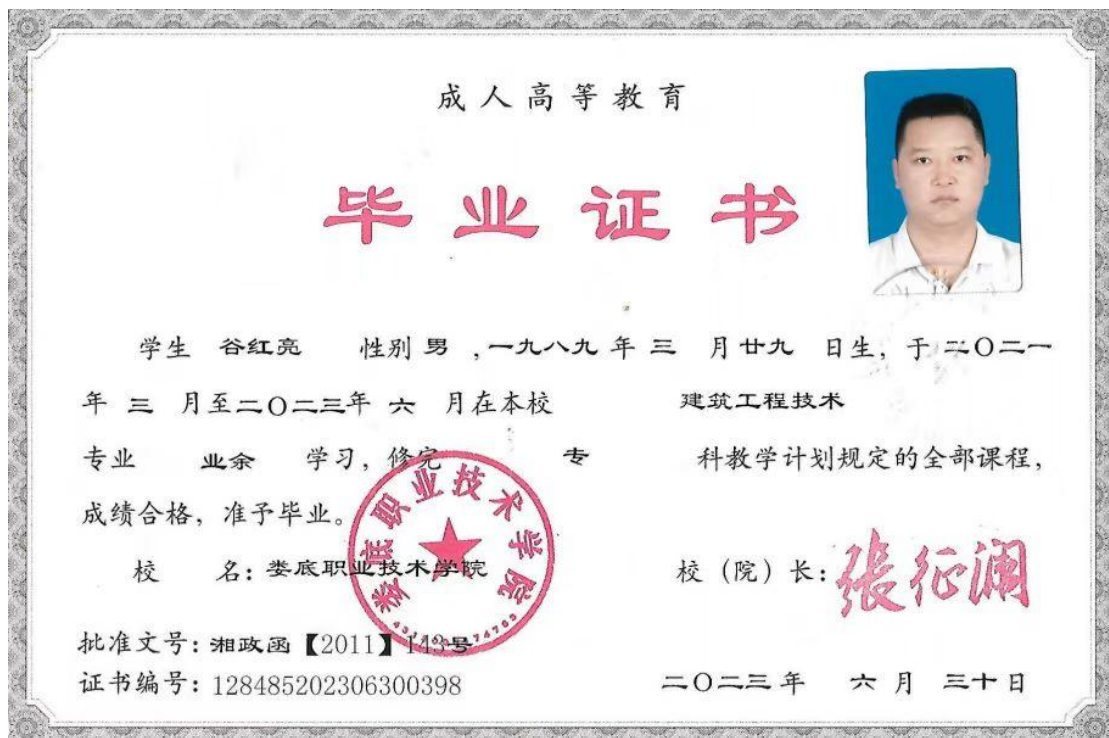 成人高等教育
毕业证书
学生 谷红亮 性别 男 ,一九八九 年 三 月 廿九 日生, 于 二〇二一
年 三 月至 二〇二三 年 六 月在本校 建筑工程技术
专业 业余 学习, 修完 专 科教学计划规定的全部课程,
成绩合格, 准予毕业。
娄底职业技术学院
校 名: 娄底职业技术学院 校 (院) 长: 张征澜
批准文号: 湘政函【2011】143号
证书编号: 128485202306300398 二〇二三 年 六 月 三十 日